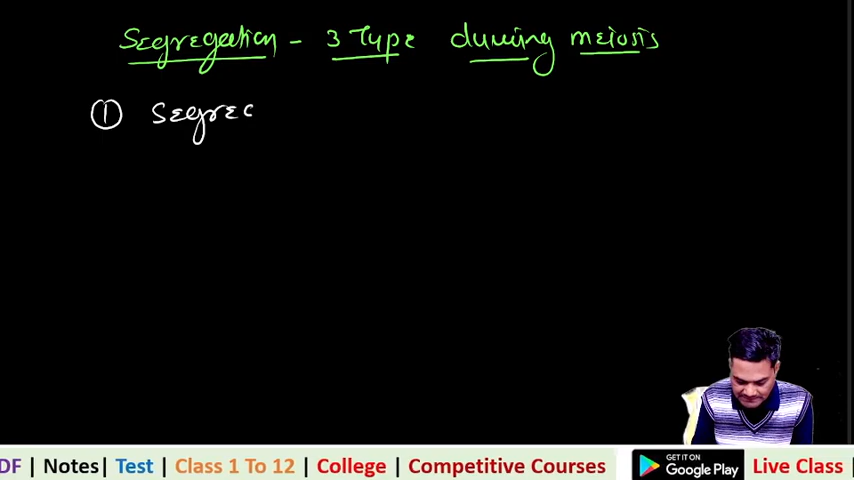 Segregation - 3 Type during meiosis
① Segreg
DF | Notes| Test | Class 1 To 12 | College | Competitive Courses GET IT ON Google Play Live Class |